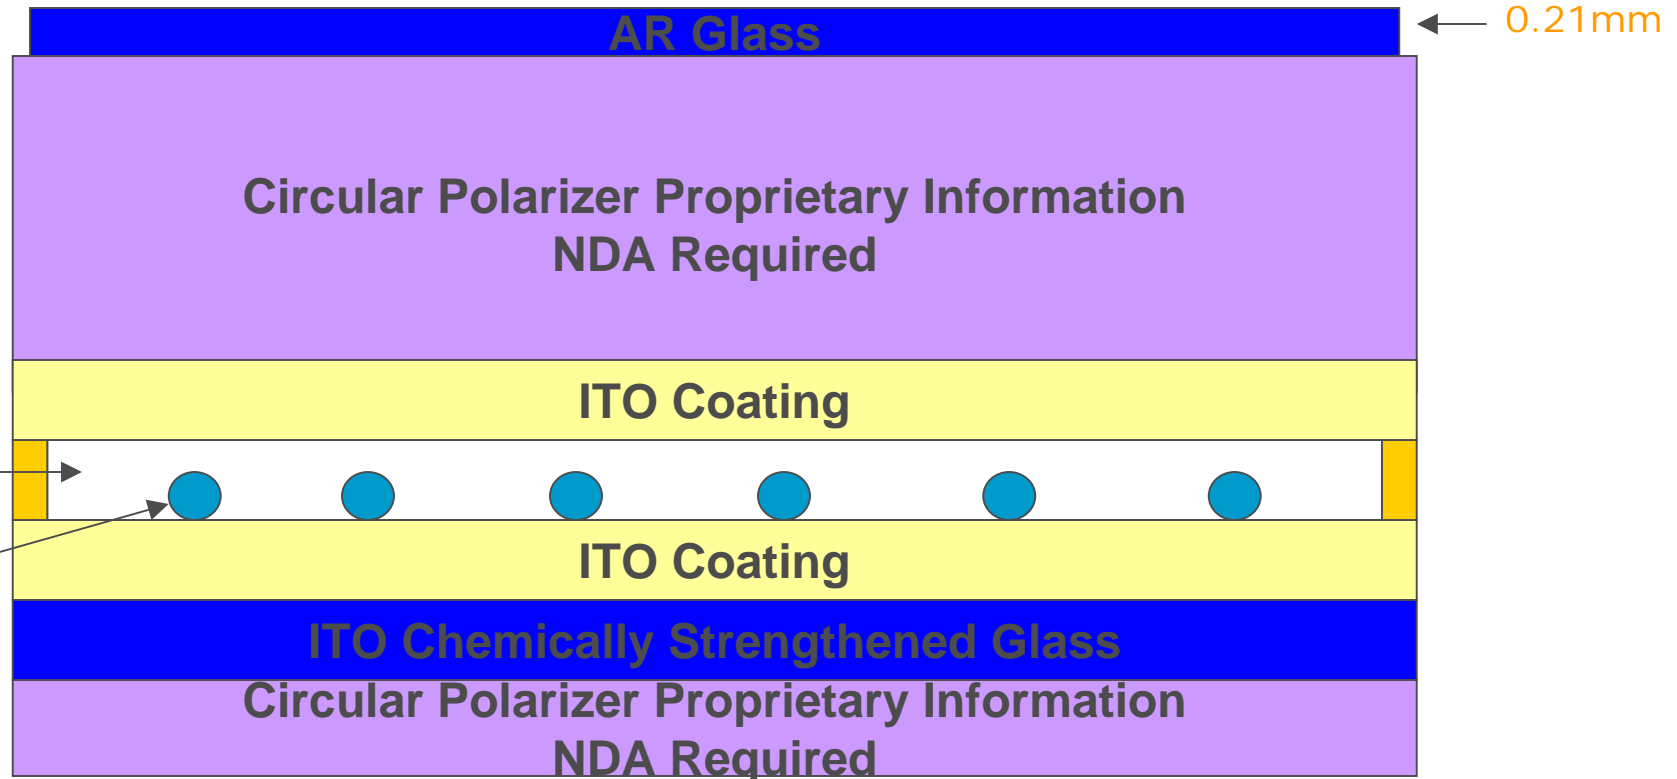 AR Glass
0.21mm
Circular Polarizer Proprietary Information
NDA Required
ITO Coating
ITO Coating
ITO Chemically Strengthened Glass
Circular Polarizer Proprietary Information
NDA Required